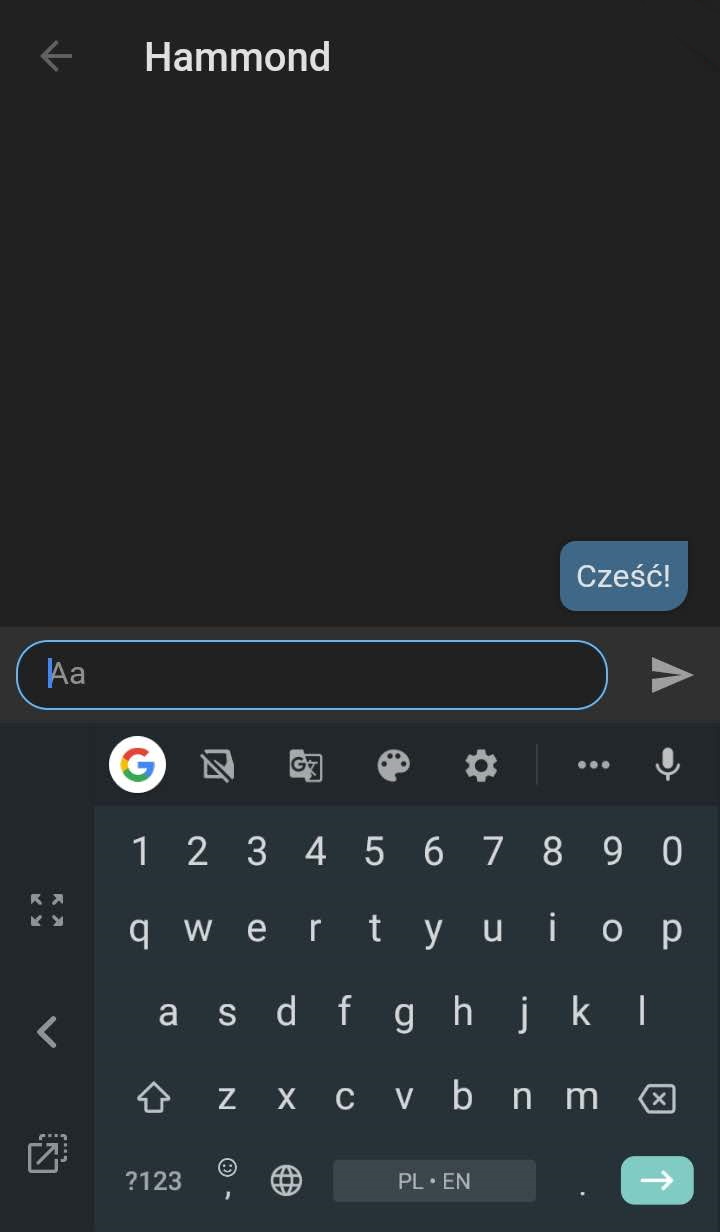 Hammond
Cześć!
Aa
1 2 3 4 5 6 7 8 9 0
q w e r t y u i o p
a s d f g h j k l
z x c v b n m
?123 , PL • EN .